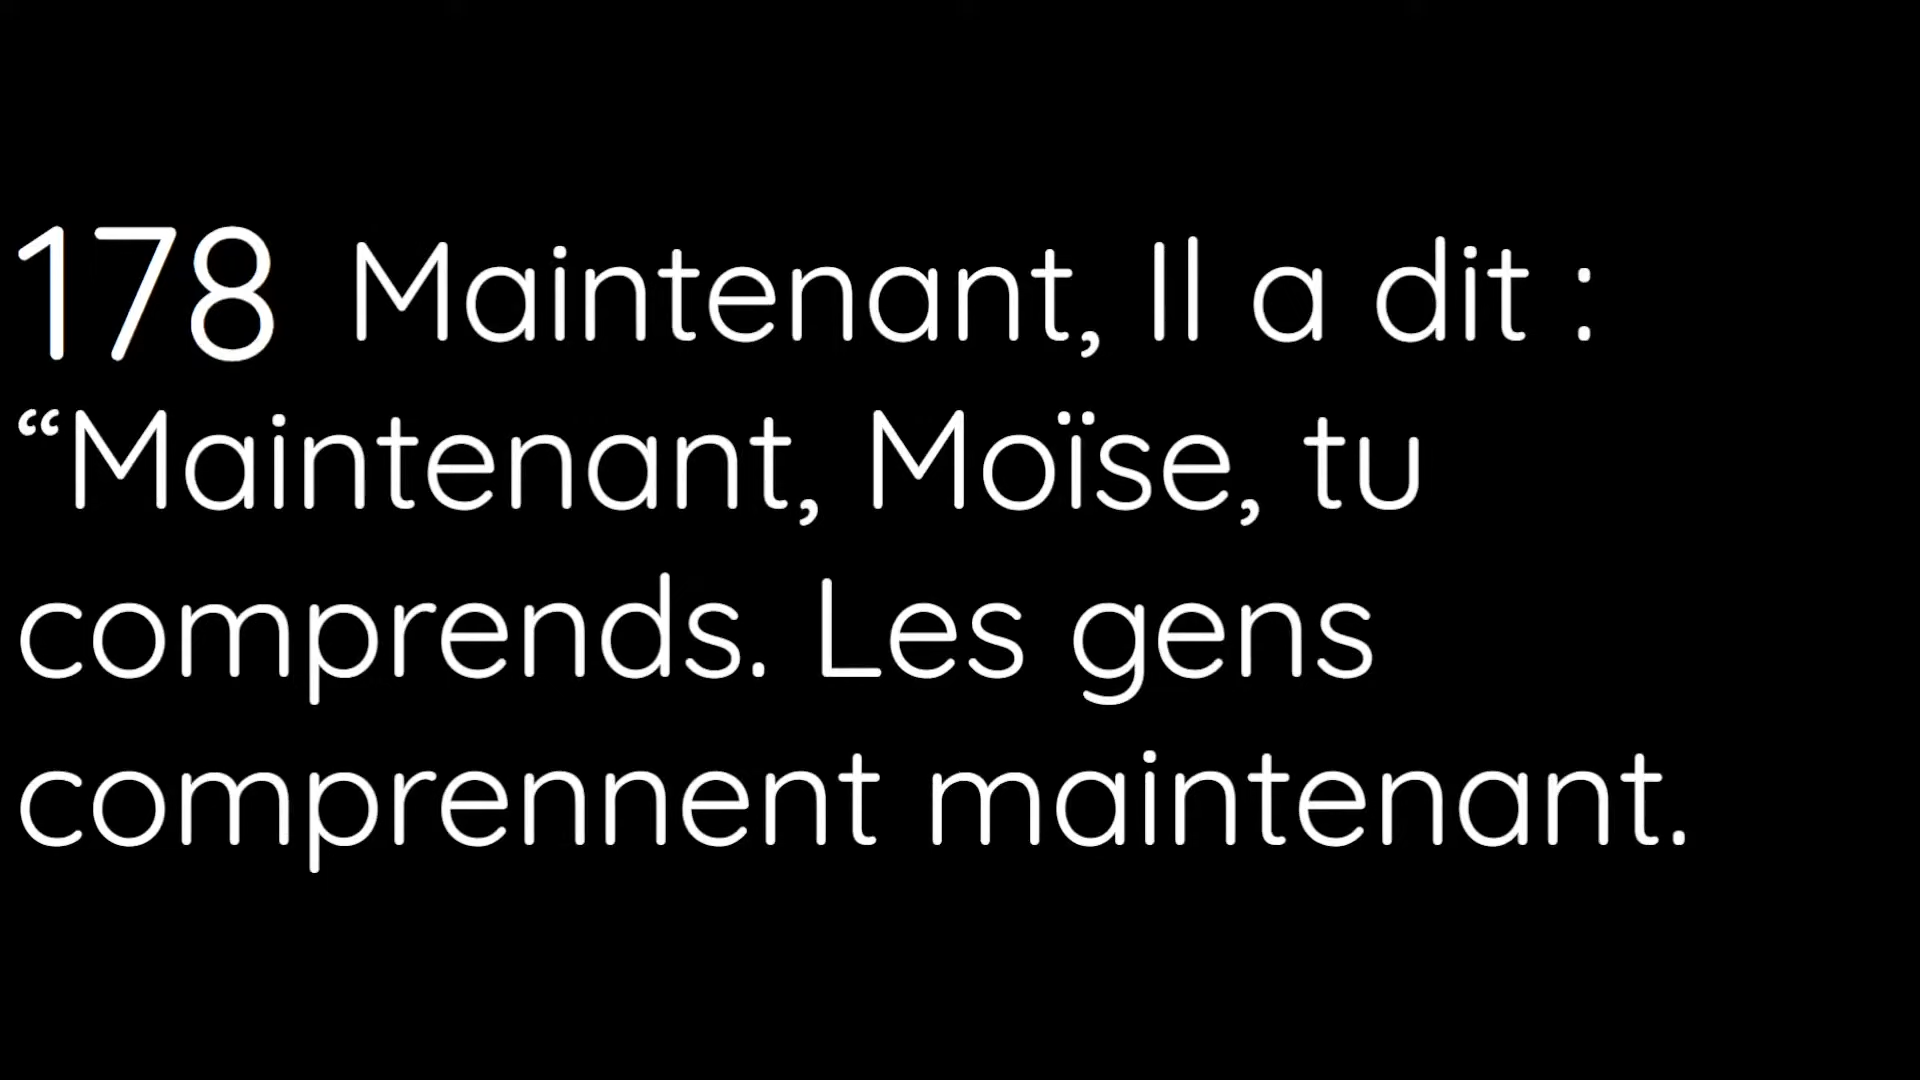 178 Maintenant, Il a dit :
“Maintenant, Moïse, tu
comprends. Les gens
comprennent maintenant.